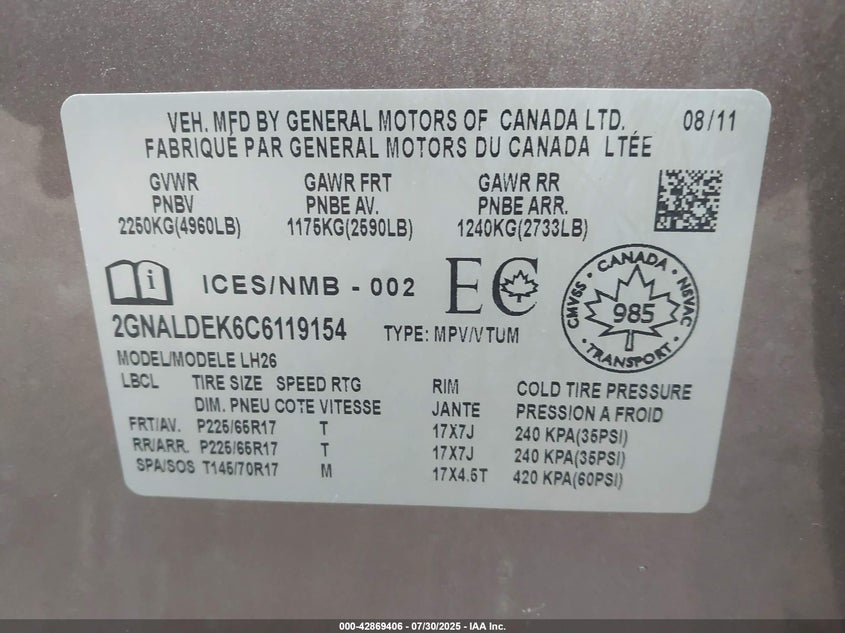 VEH. MFD BY GENERAL MOTORS OF CANADA LTD. 08/11
FABRIQUÉ PAR GENERAL MOTORS DU CANADA LTÉE
GVWR GAWR FRT GAWR RR
PNBV PNBE AV. PNBE ARR.
2250KG(4960LB) 1175KG(2590LB) 1240KG(2733LB)
i ICES/NMB - 002 EC
CANADA
CMVSS NSVAC
985
TRANSPORT
2GNALDEK6C6119154 TYPE: MPV/VTUM
MODEL/MODELE LH26
LBCL TIRE SIZE SPEED RTG RIM COLD TIRE PRESSURE
DIM. PNEU COTE VITESSE JANTE PRESSION A FROID
FRT/AV. P225/65R17 T 17X7J 240 KPA(35PSI)
RR/ARR. P225/65R17 T 17X7J 240 KPA(35PSI)
SPA/SOS T145/70R17 M 17X4.5T 420 KPA(60PSI)
000-42869406 - 07/30/2025 - IAA Inc.